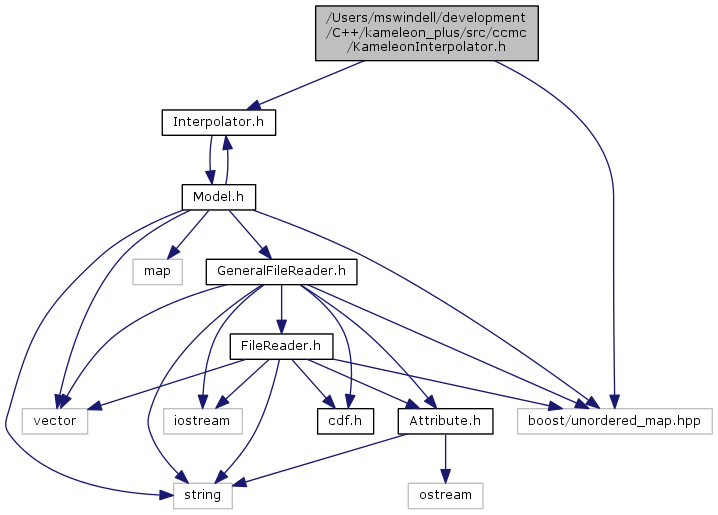 /Users/mswindell/development
/C++/kameleon_plus/src/ccmc
/KameleonInterpolator.h
Interpolator.h
Model.h
map
GeneralFileReader.h
FileReader.h
vector
iostream
cdf.h
Attribute.h
boost/unordered_map.hpp
string
ostream